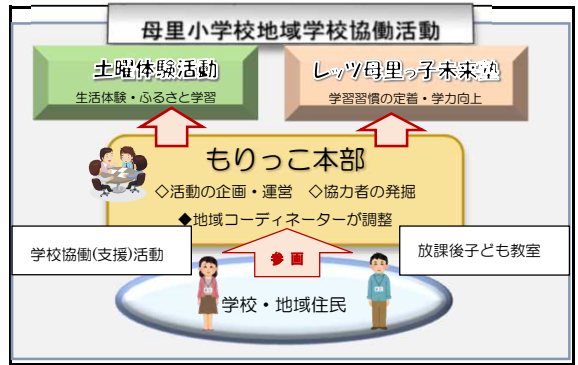 母里小学校地域学校協働活動
土曜体験活動
生活体験・ふるさと学習
レッツ母里っ子未来塾
学習習慣の定着・学力向上
もりっこ本部
◇活動の企画・運営　◇協力者の発掘
◆地域コーディネーターが調整
学校協働(支援)活動
放課後子ども教室
参画
学校・地域住民